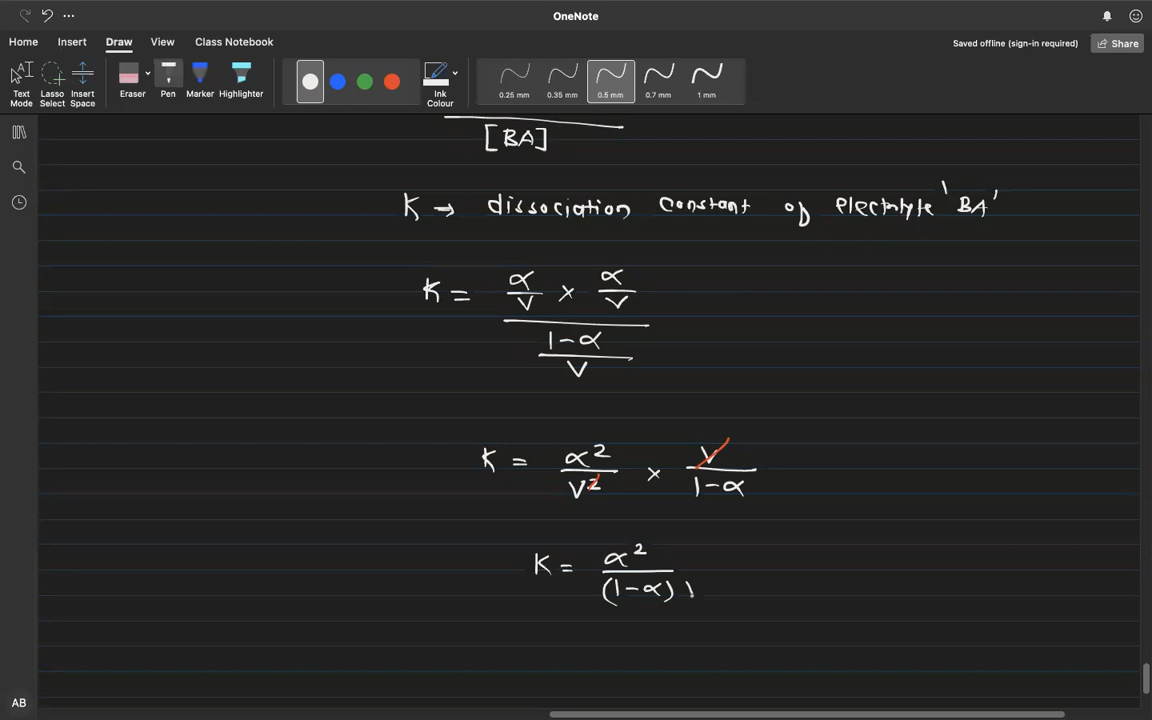 OneNote
Home Insert Draw View Class Notebook
Saved offline (sign-in required) Share
Text Mode Lasso Select Insert Space Eraser Pen Marker Highlighter Ink Colour 0.25 mm 0.35 mm 0.5 mm 0.7 mm 1 mm
[BA]
K → dissociation constant of electrolyte 'BA'
K = α/V × α/V
1-α
V
K = α²/V² × V/1-α
K = α²/(1-α)
AB